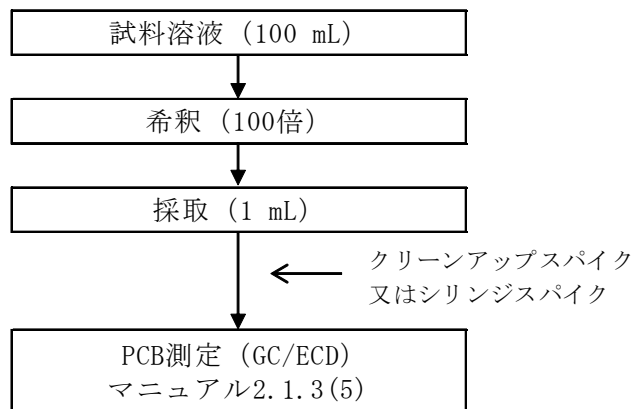 試料溶液 (100 mL)
希釈 (100倍)
採取 (1 mL)
クリーンアップスパイク
又はシリンジスパイク
PCB測定 (GC/ECD)
マニュアル2.1.3(5)